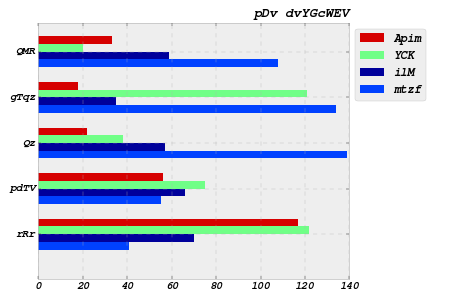 pDv dvYGcWEV
Apim
YCK
ilM
mtzf
QMR
gTqz
Qz
pdTV
rRr
0 20 40 60 80 100 120 140